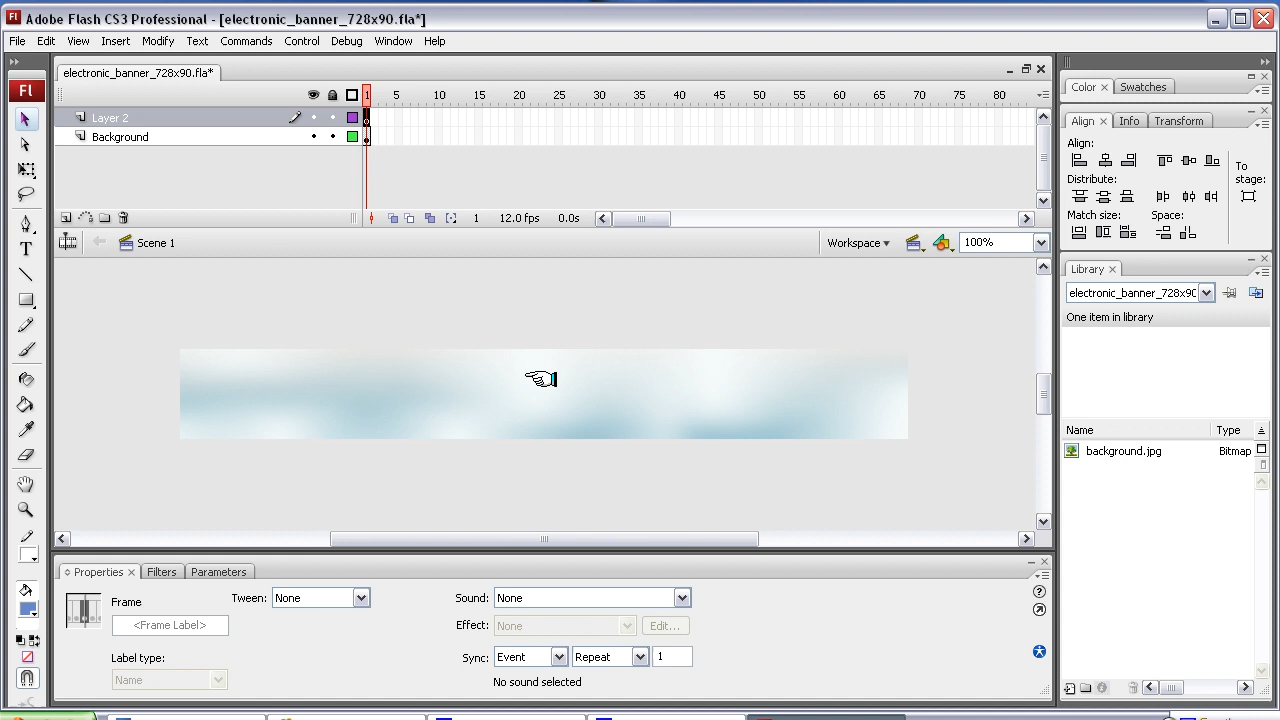 Adobe Flash CS3 Professional - [electronic_banner_728x90.fla*]
File Edit View Insert Modify Text Commands Control Debug Window Help
electronic_banner_728x90.fla*
Fl
1 5 10 15 20 25 30 35 40 45 50 55 60 65 70 75 80
Layer 2
Background
1 12.0 fps 0.0s
Scene 1
Workspace
100%
Properties Filters Parameters
Frame
<Frame Label>
Label type:
Name
Tween: None
Sound: None
Effect: None Edit...
Sync: Event Repeat 1
No sound selected
Color Swatches
Align Info Transform
Align:
Distribute:
Match size: Space:
To
stage:
Library
electronic_banner_728x90
One item in library
Name Type
background.jpg Bitmap